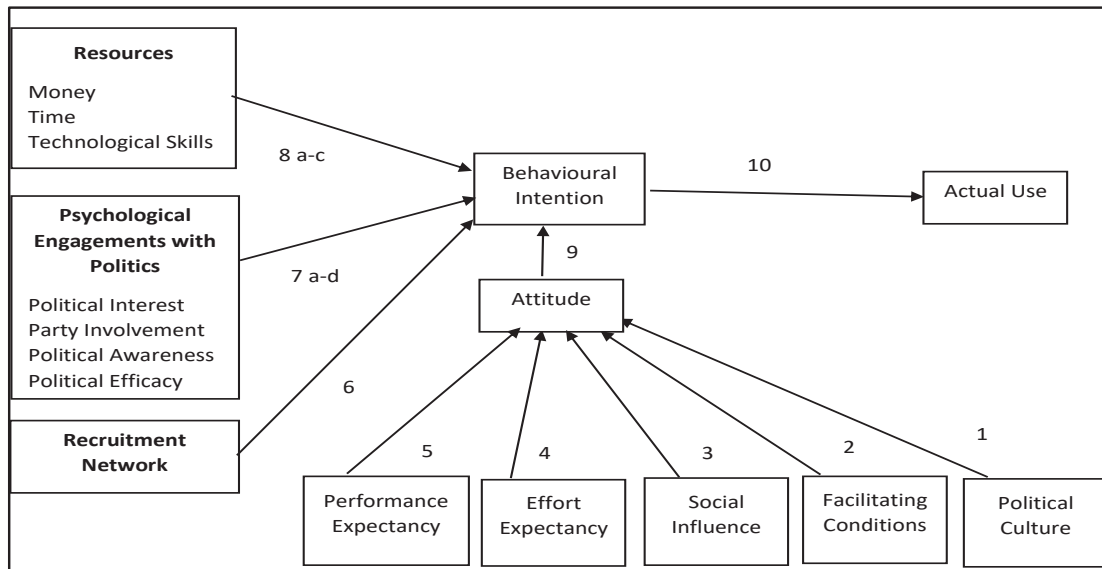 Resources
Money
Time
Technological Skills
8 a-c
Psychological
Engagements with
Politics
Political Interest
Party Involvement
Political Awareness
Political Efficacy
7 a-d
Recruitment
Network
6
Behavioural
Intention
10
Actual Use
9
Attitude
5
4
3
2
1
Performance
Expectancy
Effort
Expectancy
Social
Influence
Facilitating
Conditions
Political
Culture